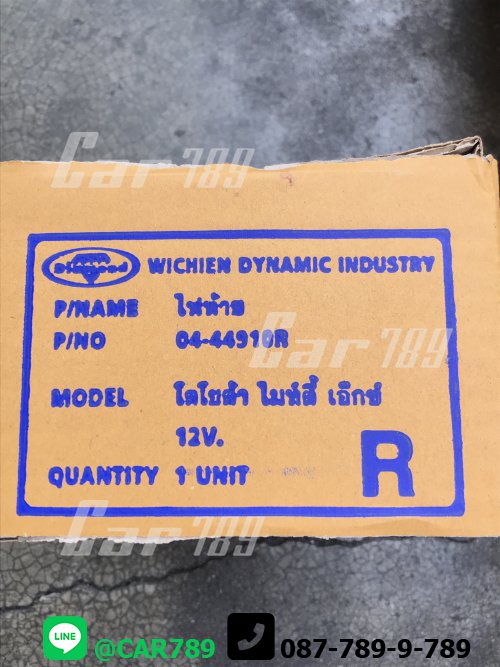 Car 789
Diamond WICHIEN DYNAMIC INDUSTRY
P/NAME ไฟท้าย
P/NO 04-44910R
Car 789
MODEL โตโยต้า ไมท์ตี้ เอ็กซ์
12V.
R
QUANTITY 1 UNIT
Car 789
LINE @CAR789 087-789-9-789